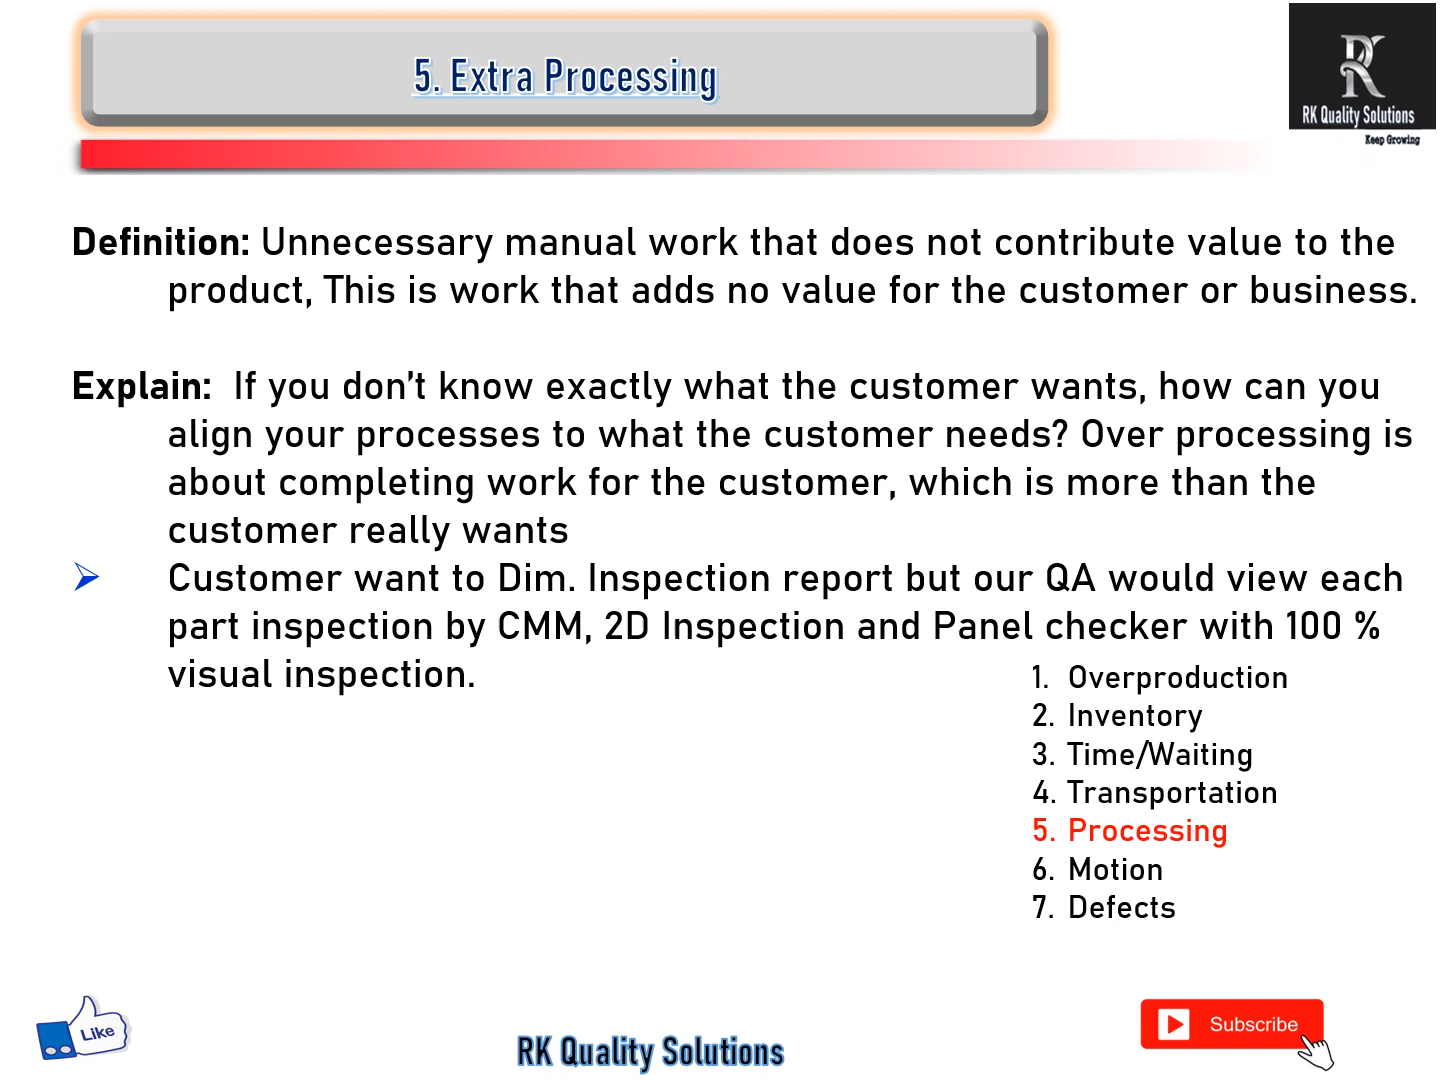 5. Extra Processing
RK Quality Solutions
Keep Growing
Definition: Unnecessary manual work that does not contribute value to the
product, This is work that adds no value for the customer or business.
Explain: If you don’t know exactly what the customer wants, how can you
align your processes to what the customer needs? Over processing is
about completing work for the customer, which is more than the
customer really wants
Customer want to Dim. Inspection report but our QA would view each
part inspection by CMM, 2D Inspection and Panel checker with 100 %
visual inspection.
1. Overproduction
2. Inventory
3. Time/Waiting
4. Transportation
5. Processing
6. Motion
7. Defects
Like
RK Quality Solutions
Subscribe